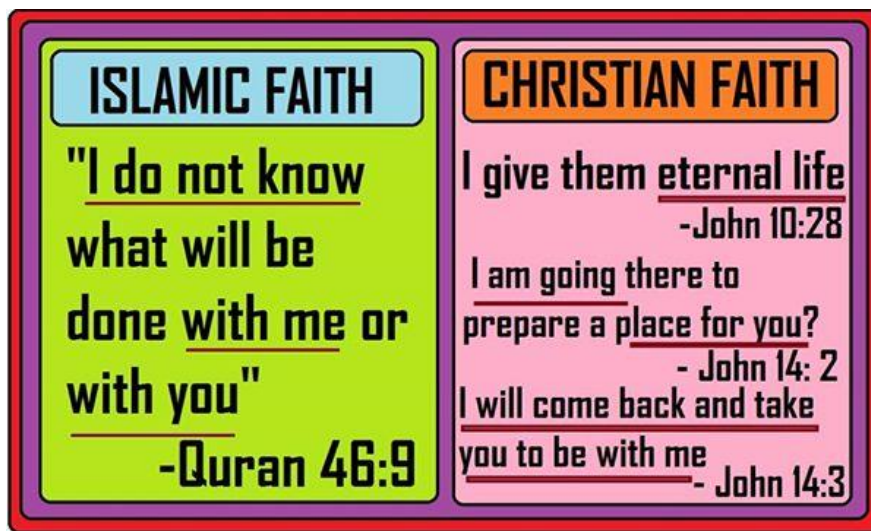 ISLAMIC FAITH
"I do not know
what will be
done with me or
with you"
-Quran 46:9
CHRISTIAN FAITH
I give them eternal life
-John 10:28
I am going there to
prepare a place for you?
- John 14: 2
I will come back and take
you to be with me
- John 14:3